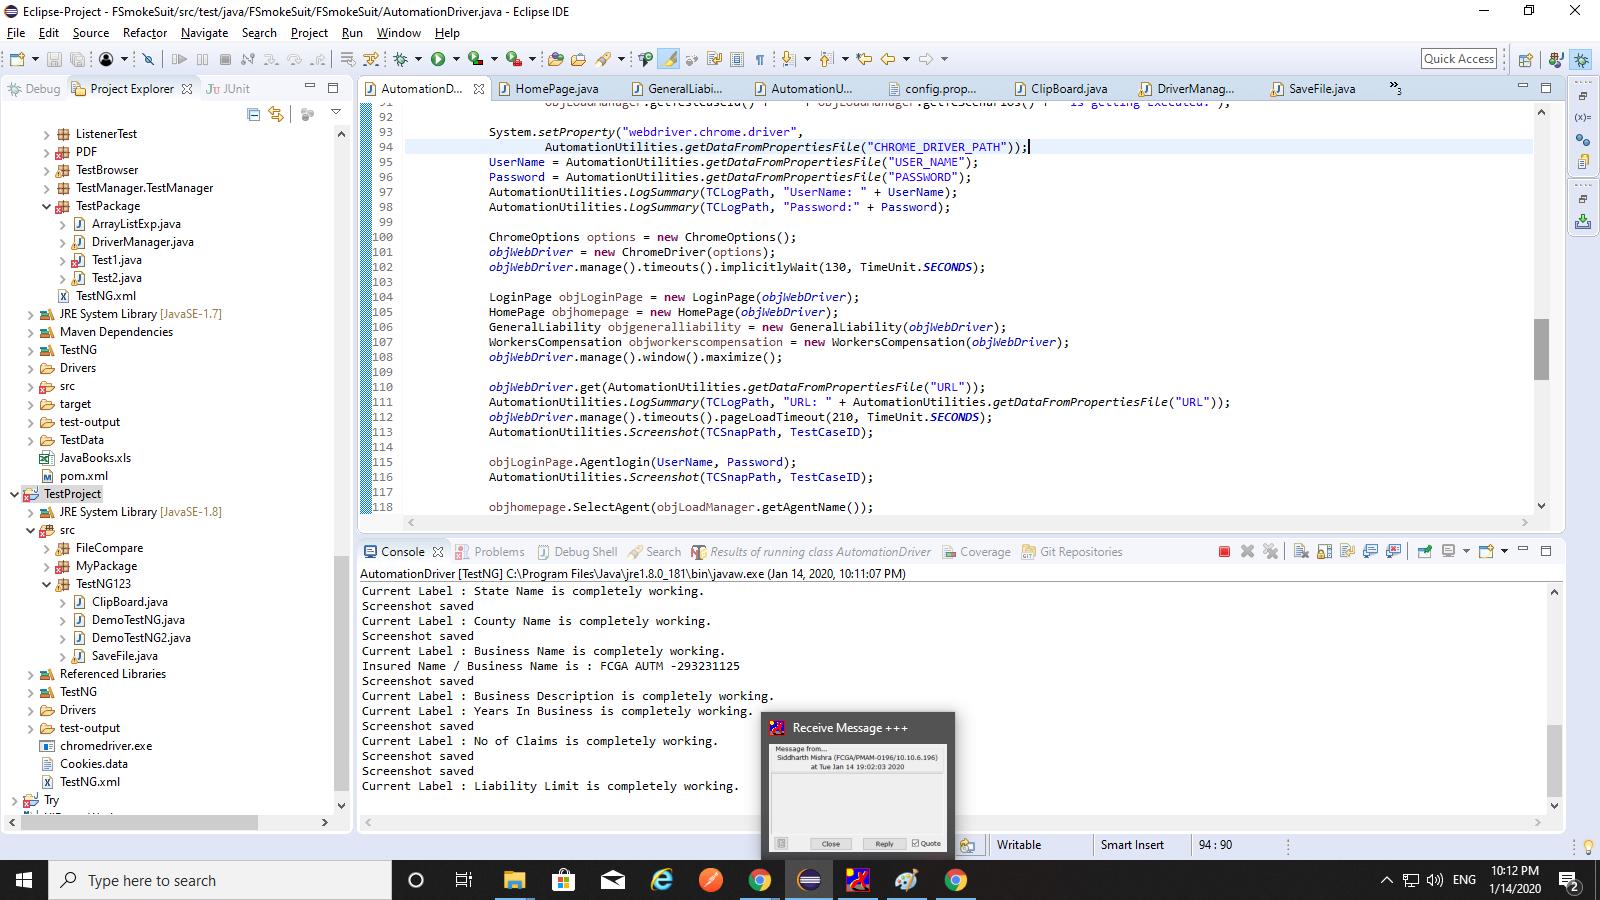 Eclipse-Project - FSmokeSuit/src/test/java/FSmokeSuit/FSmokeSuit/AutomationDriver.java - Eclipse IDE
File Edit Source Refactor Navigate Search Project Run Window Help
Quick Access
Debug Project Explorer JUnit
ListenerTest
PDF
TestBrowser
TestManager.TestManager
TestPackage
ArrayListExp.java
DriverManager.java
Test1.java
Test2.java
TestNG.xml
JRE System Library [JavaSE-1.7]
Maven Dependencies
TestNG
Drivers
src
target
test-output
TestData
JavaBooks.xls
pom.xml
TestProject
JRE System Library [JavaSE-1.8]
src
FileCompare
MyPackage
TestNG123
ClipBoard.java
DemoTestNG.java
DemoTestNG2.java
SaveFile.java
Referenced Libraries
TestNG
Drivers
test-output
chromedriver.exe
Cookies.data
TestNG.xml
Try
AutomationD... HomePage.java GeneralLiabi... AutomationU... config.prop... ClipBoard.java DriverManag... SaveFile.java »3
92
93 System.setProperty("webdriver.chrome.driver",
94 AutomationUtilities.getDataFromPropertiesFile("CHROME_DRIVER_PATH"));
95 UserName = AutomationUtilities.getDataFromPropertiesFile("USER_NAME");
96 Password = AutomationUtilities.getDataFromPropertiesFile("PASSWORD");
97 AutomationUtilities.LogSummary(TCLogPath, "UserName: " + UserName);
98 AutomationUtilities.LogSummary(TCLogPath, "Password:" + Password);
99
100 ChromeOptions options = new ChromeOptions();
101 objWebDriver = new ChromeDriver(options);
102 objWebDriver.manage().timeouts().implicitlyWait(130, TimeUnit.SECONDS);
103
104 LoginPage objLoginPage = new LoginPage(objWebDriver);
105 HomePage objhomepage = new HomePage(objWebDriver);
106 GeneralLiability objgeneralliability = new GeneralLiability(objWebDriver);
107 WorkersCompensation objworkerscompensation = new WorkersCompensation(objWebDriver);
108 objWebDriver.manage().window().maximize();
109
110 objWebDriver.get(AutomationUtilities.getDataFromPropertiesFile("URL"));
111 AutomationUtilities.LogSummary(TCLogPath, "URL: " + AutomationUtilities.getDataFromPropertiesFile("URL"));
112 objWebDriver.manage().timeouts().pageLoadTimeout(210, TimeUnit.SECONDS);
113 AutomationUtilities.Screenshot(TCSnapPath, TestCaseID);
114
115 objLoginPage.Agentlogin(UserName, Password);
116 AutomationUtilities.Screenshot(TCSnapPath, TestCaseID);
117
118 objhomepage.SelectAgent(objLoadManager.getAgentName());
Console Problems Debug Shell Search Results of running class AutomationDriver Coverage Git Repositories
AutomationDriver [TestNG] C:\Program Files\Java\jre1.8.0_181\bin\javaw.exe (Jan 14, 2020, 10:11:07 PM)
Current Label : State Name is completely working.
Screenshot saved
Current Label : County Name is completely working.
Screenshot saved
Current Label : Business Name is completely working.
Insured Name / Business Name is : FCGA AUTM -293231125
Screenshot saved
Current Label : Business Description is completely working.
Current Label : Years In Business is completely working.
Screenshot saved
Current Label : No of Claims is completely working.
Screenshot saved
Screenshot saved
Current Label : Liability Limit is completely working.
Receive Message +++
Message from...
Siddharth Mishra (FCGA/PMAM-0196/10.10.6.196)
at Tue Jan 14 19:02:03 2020
Close Reply Quote
Writable Smart Insert 94 : 90
Type here to search
ENG
10:12 PM
1/14/2020
2